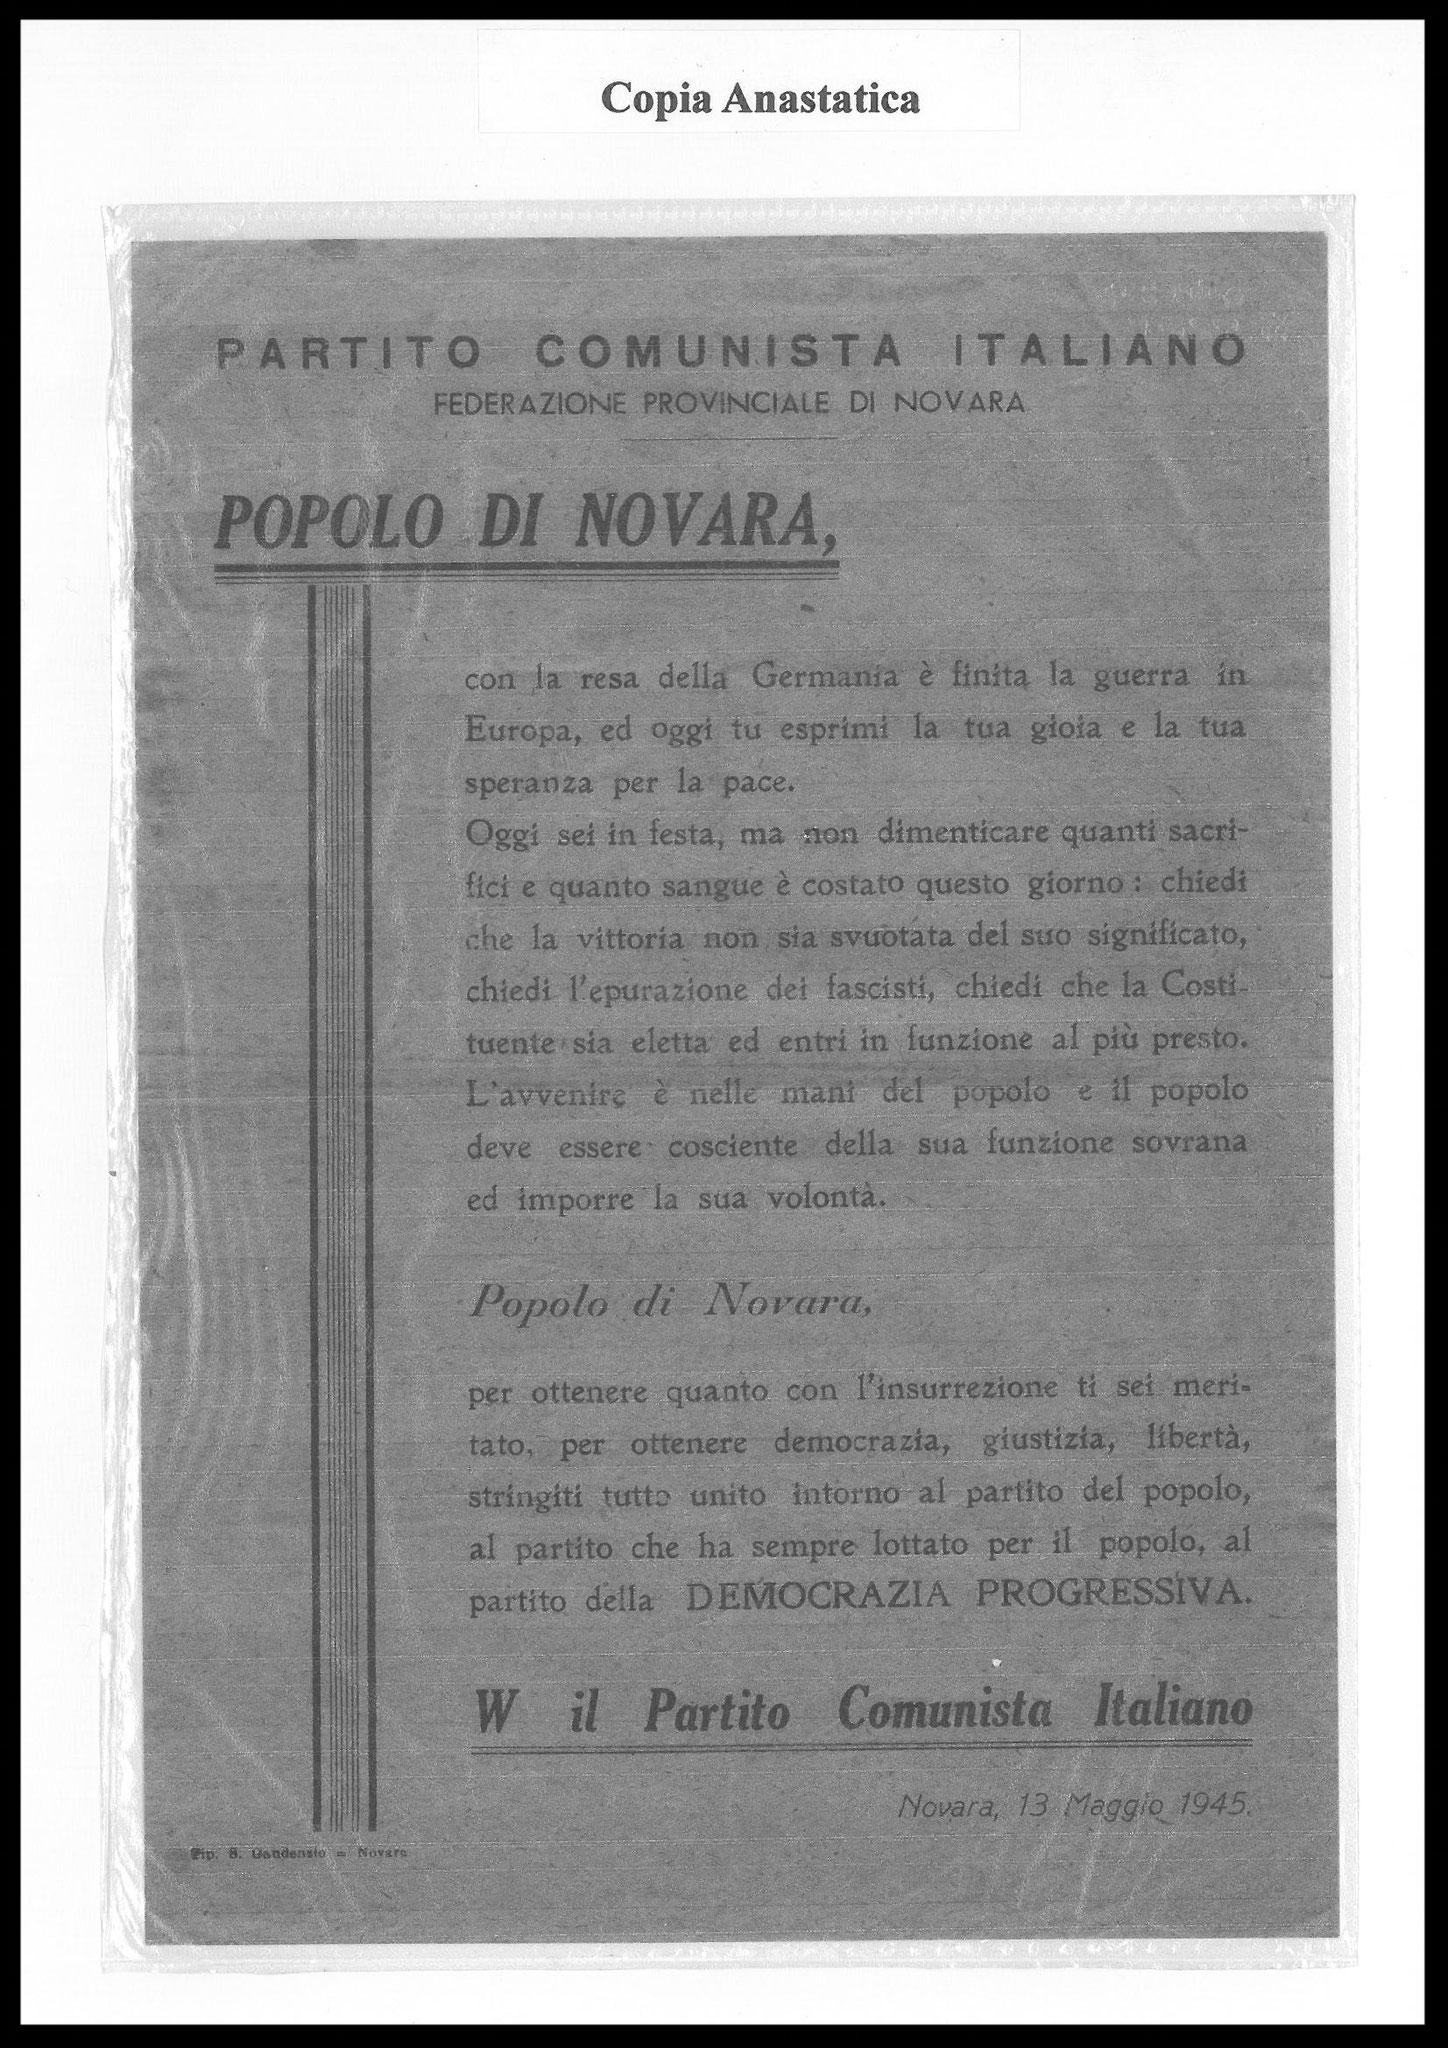 Copia Anastatica
PARTITO COMUNISTA ITALIANO
FEDERAZIONE PROVINCIALE DI NOVARA
POPOLO DI NOVARA,
con la resa della Germania è finita la guerra in
Europa, ed oggi tu esprimi la tua gioia e la tua
speranza per la pace.
Oggi sei in festa, ma non dimenticare quanti sacri-
fici e quanto sangue è costato questo giorno: chiedi
che la vittoria non sia svuotata del suo significato,
chiedi l'epurazione dei fascisti, chiedi che la Costi-
tuente sia eletta ed entri in funzione al più presto.
L'avvenire è nelle mani del popolo e il popolo
deve essere cosciente della sua funzione sovrana
ed imporre la sua volontà.
Popolo di Novara,
per ottenere quanto con l'insurrezione ti sei meri-
tato, per ottenere democrazia, giustizia, libertà,
stringiti tutto unito intorno al partito del popolo,
al partito che ha sempre lottato per il popolo, al
partito della DEMOCRAZIA PROGRESSIVA.
W il Partito Comunista Italiano
Novara, 13 Maggio 1945.
Tip. S. Gaudenzio = Novara